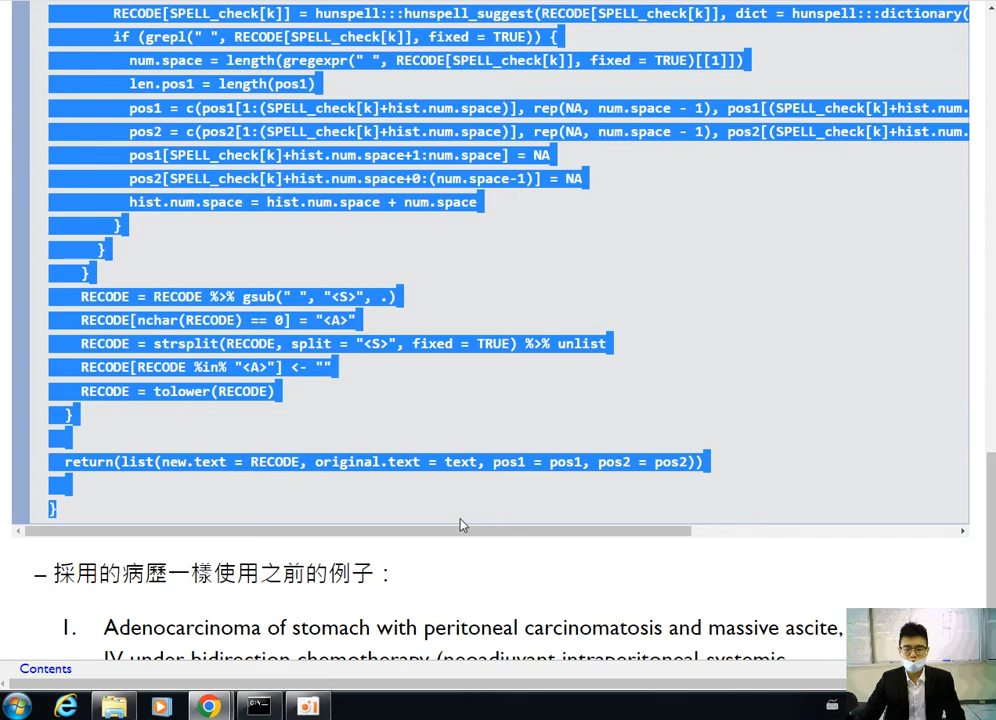 RECODE[SPELL_check[k]] = hunspell:::hunspell_suggest(RECODE[SPELL_check[k]], dict = hunspell:::dictionary(
if (grepl(" ", RECODE[SPELL_check[k]], fixed = TRUE)) {
num.space = length(gregexpr(" ", RECODE[SPELL_check[k]], fixed = TRUE)[[1]])
len.pos1 = length(pos1)
pos1 = c(pos1[1:(SPELL_check[k]+hist.num.space)], rep(NA, num.space - 1), pos1[(SPELL_check[k]+hist.num.
pos2 = c(pos2[1:(SPELL_check[k]+hist.num.space)], rep(NA, num.space - 1), pos2[(SPELL_check[k]+hist.num.
pos1[SPELL_check[k]+hist.num.space+1:num.space] = NA
pos2[SPELL_check[k]+hist.num.space+0:(num.space-1)] = NA
hist.num.space = hist.num.space + num.space
}
}
}
RECODE = RECODE %>% gsub(" ", "<S>", .)
RECODE[nchar(RECODE) == 0] = "<A>"
RECODE = strsplit(RECODE, split = "<S>", fixed = TRUE) %>% unlist
RECODE[RECODE %in% "<A>"] <- ""
RECODE = tolower(RECODE)
}
return(list(new.text = RECODE, original.text = text, pos1 = pos1, pos2 = pos2))
}
– 採用的病歷一樣使用之前的例子：
1. Adenocarcinoma of stomach with peritoneal carcinomatosis and massive ascite,
IV under bidirection chemotherapy (neoadjuvant intraperitoneal systemic
Contents